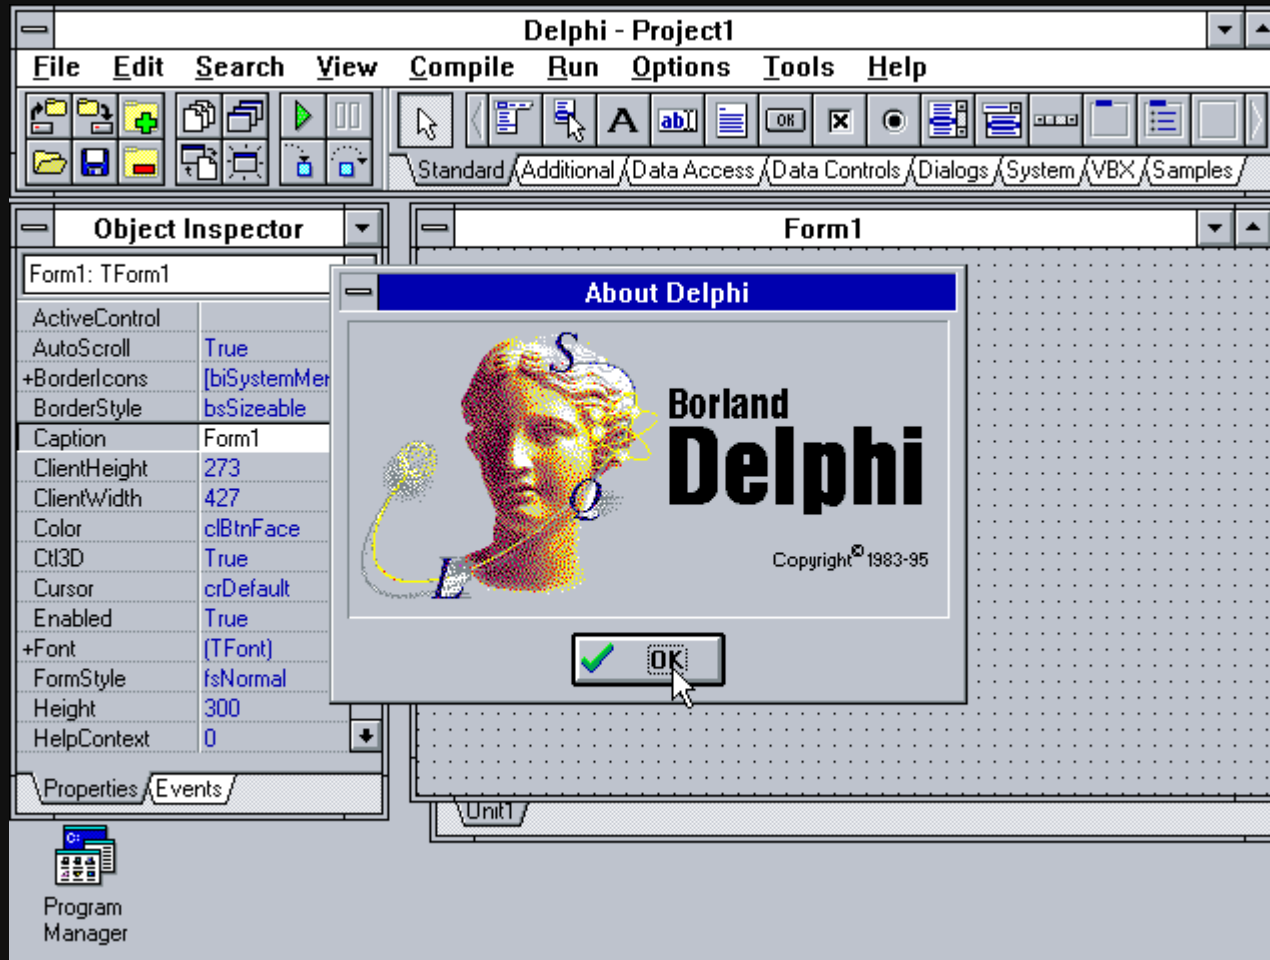 Delphi - Project1
File Edit Search View Compile Run Options Tools Help
A ab OK
Standard Additional Data Access Data Controls Dialogs System VBX Samples
Object Inspector
Form1
Form1: TForm1
ActiveControl
AutoScroll True
+BorderIcons [biSystemMer
BorderStyle bsSizeable
Caption Form1
ClientHeight 273
ClientWidth 427
Color clBtnFace
Ctl3D True
Cursor crDefault
Enabled True
+Font (TFont)
FormStyle fsNormal
Height 300
HelpContext 0
Properties Events
About Delphi
S
Q
L
Borland
Delphi
Copyright © 1983-95
OK
Unit1
C:
Program
Manager